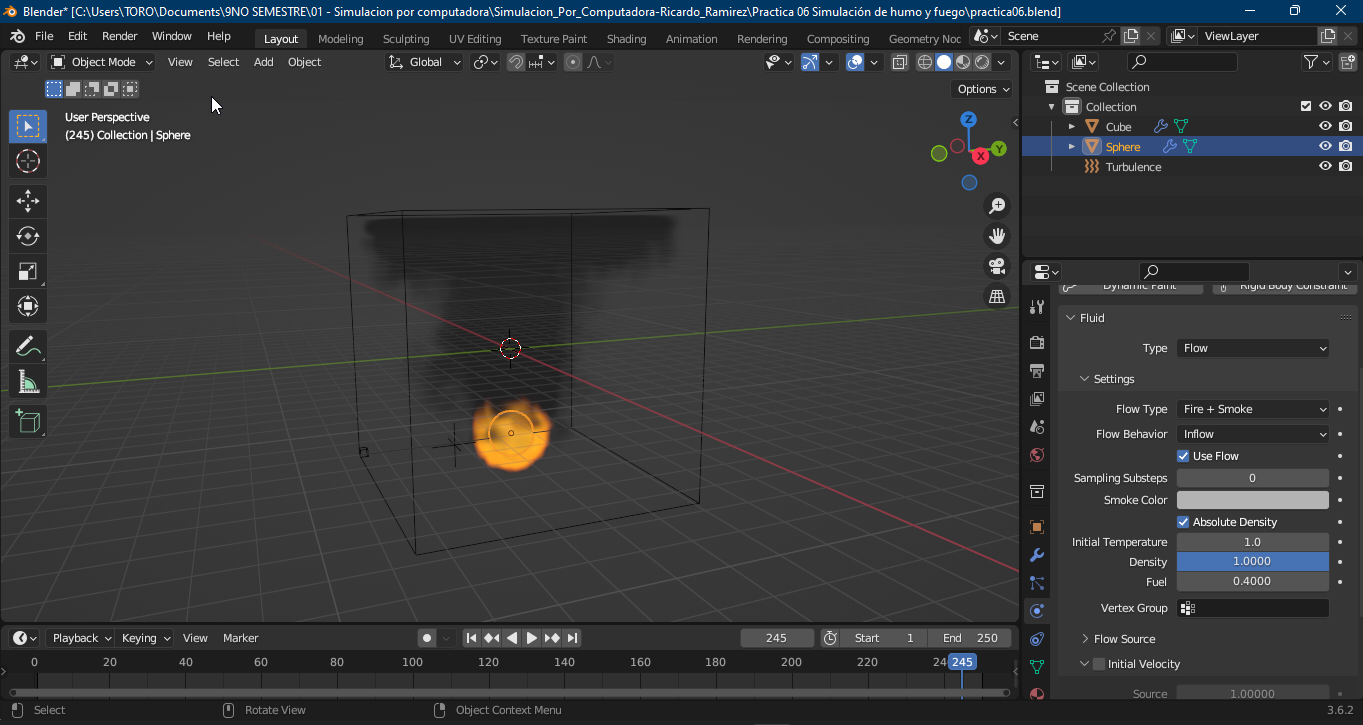 Blender* [C:\Users\TORO\Documents\9NO SEMESTRE\01 - Simulacion por computadora\Simulacion_Por_Computadora-Ricardo_Ramirez\Practica 06 Simulación de humo y fuego\practica06.blend]
File Edit Render Window Help Layout Modeling Sculpting UV Editing Texture Paint Shading Animation Rendering Compositing Geometry Noc Scene ViewLayer
Object Mode View Select Add Object Global
Options
User Perspective
(245) Collection | Sphere
Z
Y
X
Scene Collection
Collection
Cube
Sphere
Turbulence
Dynamic Paint Rigid Body Constraint
Fluid
Type Flow
Settings
Flow Type Fire + Smoke
Flow Behavior Inflow
Use Flow
Sampling Substeps 0
Smoke Color
Absolute Density
Initial Temperature 1.0
Density 1.0000
Fuel 0.4000
Vertex Group
Flow Source
Initial Velocity
Source 1.00000
Playback Keying View Marker 245 Start 1 End 250
0 20 40 60 80 100 120 140 160 180 200 220 24 245
Select Rotate View Object Context Menu 3.6.2